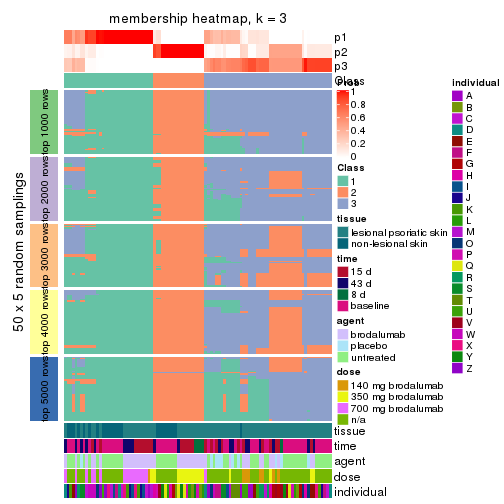 membership heatmap, k = 3
p1
p2
p3
Class
50 x 5 random samplings
top 1000 rows
top 2000 rows
top 3000 rows
top 4000 rows
top 5000 rows
tissue
time
agent
dose
individual
1
0.8
0.6
0.4
0.2
0
Class
1
2
3
tissue
lesional psoriatic skin
non-lesional skin
time
15 d
43 d
8 d
baseline
agent
brodalumab
placebo
untreated
dose
140 mg brodalumab
350 mg brodalumab
700 mg brodalumab
n/a
individual
A
B
C
D
E
F
G
H
I
J
K
L
M
O
P
Q
R
S
T
U
V
W
X
Y
Z